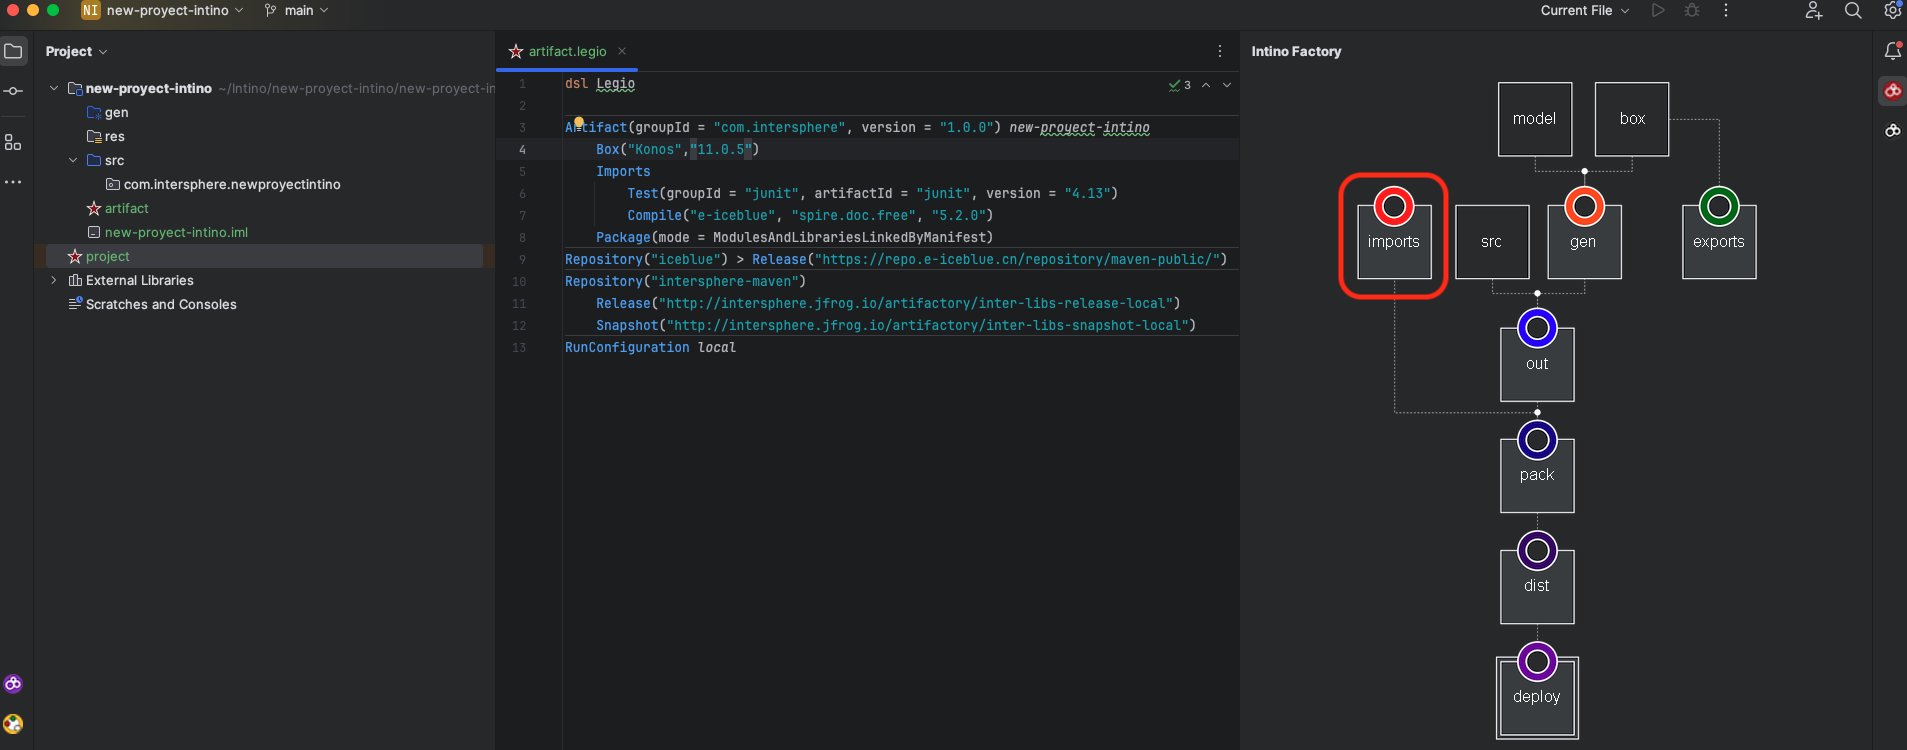 NI new-proyect-intino main Current File
Project
new-proyect-intino ~/Intino/new-proyect-intino/new-proyect-in
gen
res
src
com.intersphere.newproyectintino
artifact
new-proyect-intino.iml
project
External Libraries
Scratches and Consoles
artifact.legio
3
1 dsl Legio
2
3 Artifact(groupId = "com.intersphere", version = "1.0.0") new-proyect-intino
4 Box("Konos","11.0.5")
5 Imports
6 Test(groupId = "junit", artifactId = "junit", version = "4.13")
7 Compile("e-iceblue", "spire.doc.free", "5.2.0")
8 Package(mode = ModulesAndLibrariesLinkedByManifest)
9 Repository("iceblue") > Release("https://repo.e-iceblue.cn/repository/maven-public/")
10 Repository("intersphere-maven")
11 Release("http://intersphere.jfrog.io/artifactory/inter-libs-release-local")
12 Snapshot("http://intersphere.jfrog.io/artifactory/inter-libs-snapshot-local")
13 RunConfiguration local
Intino Factory
model box
imports src gen exports
out
pack
dist
deploy